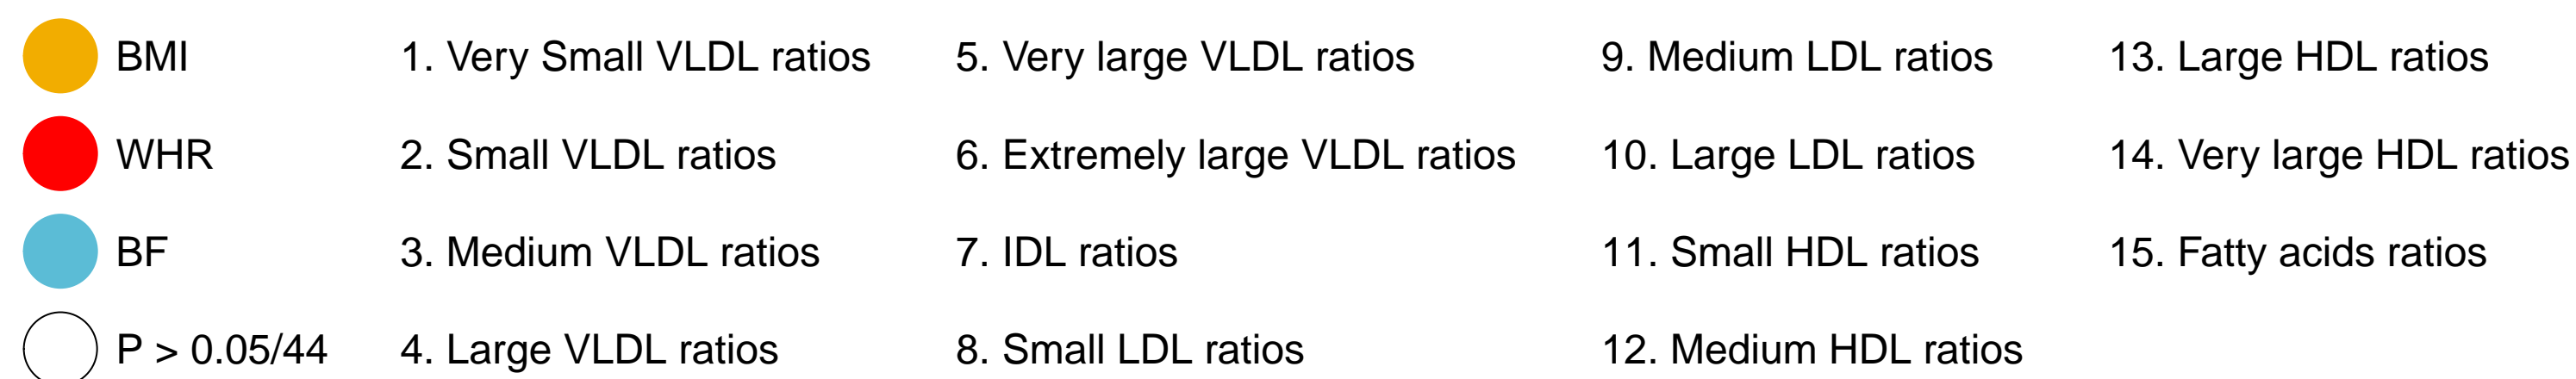 BMI 1. Very Small VLDL ratios 5. Very large VLDL ratios 9. Medium LDL ratios 13. Large HDL ratios
WHR 2. Small VLDL ratios 6. Extremely large VLDL ratios 10. Large LDL ratios 14. Very large HDL ratios
BF 3. Medium VLDL ratios 7. IDL ratios 11. Small HDL ratios 15. Fatty acids ratios
P > 0.05/44 4. Large VLDL ratios 8. Small LDL ratios 12. Medium HDL ratios